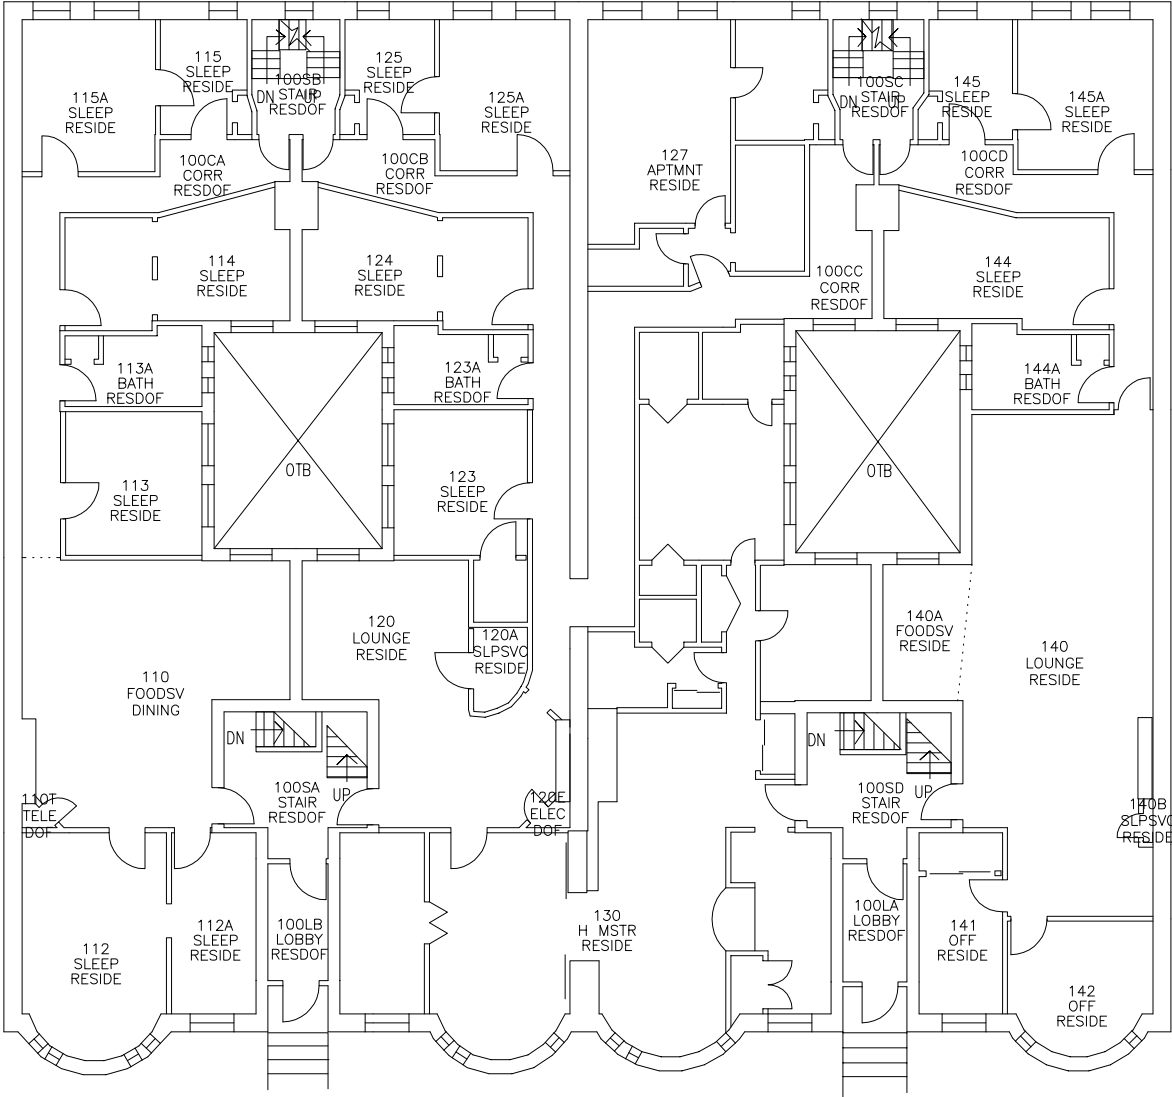 115
SLEEP
RESIDE
125
SLEEP
RESIDE
115A
SLEEP
RESIDE
100SB
STAIR
RESDOF
DN
UP
125A
SLEEP
RESIDE
100SC
STAIR
RESDOF
DN
UP
145
SLEEP
RESIDE
145A
SLEEP
RESIDE
100CA
CORR
RESDOF
100CB
CORR
RESDOF
127
APTMNT
RESIDE
100CD
CORR
RESDOF
114
SLEEP
RESIDE
124
SLEEP
RESIDE
100CC
CORR
RESDOF
144
SLEEP
RESIDE
113A
BATH
RESDOF
123A
BATH
RESDOF
144A
BATH
RESDOF
OTB
OTB
113
SLEEP
RESIDE
123
SLEEP
RESIDE
120
LOUNGE
RESIDE
120A
SLPSVC
RESIDE
140A
FOODSV
RESIDE
140
LOUNGE
RESIDE
110
FOODSV
DINING
DN
UP
100SA
STAIR
RESDOF
DN
UP
100SD
STAIR
RESDOF
110T
TELE
DOF
120E
ELEC
DOF
140B
SLPSVC
RESIDE
112
SLEEP
RESIDE
112A
SLEEP
RESIDE
100LB
LOBBY
RESDOF
130
H MSTR
RESIDE
100LA
LOBBY
RESDOF
141
OFF
RESIDE
142
OFF
RESIDE